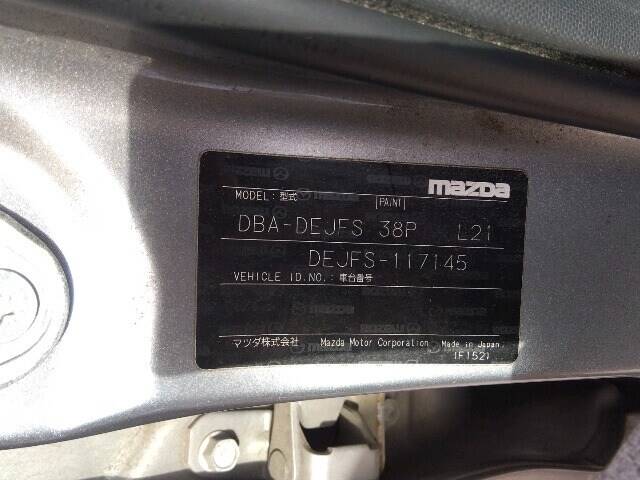 mazda
MODEL: 型式 PAINT
DBA-DEJFS 38P L21
DEJFS-117145
VEHICLE ID.NO.: 車台番号
マツダ株式会社 Mazda Motor Corporation Made in Japan.
1F1521